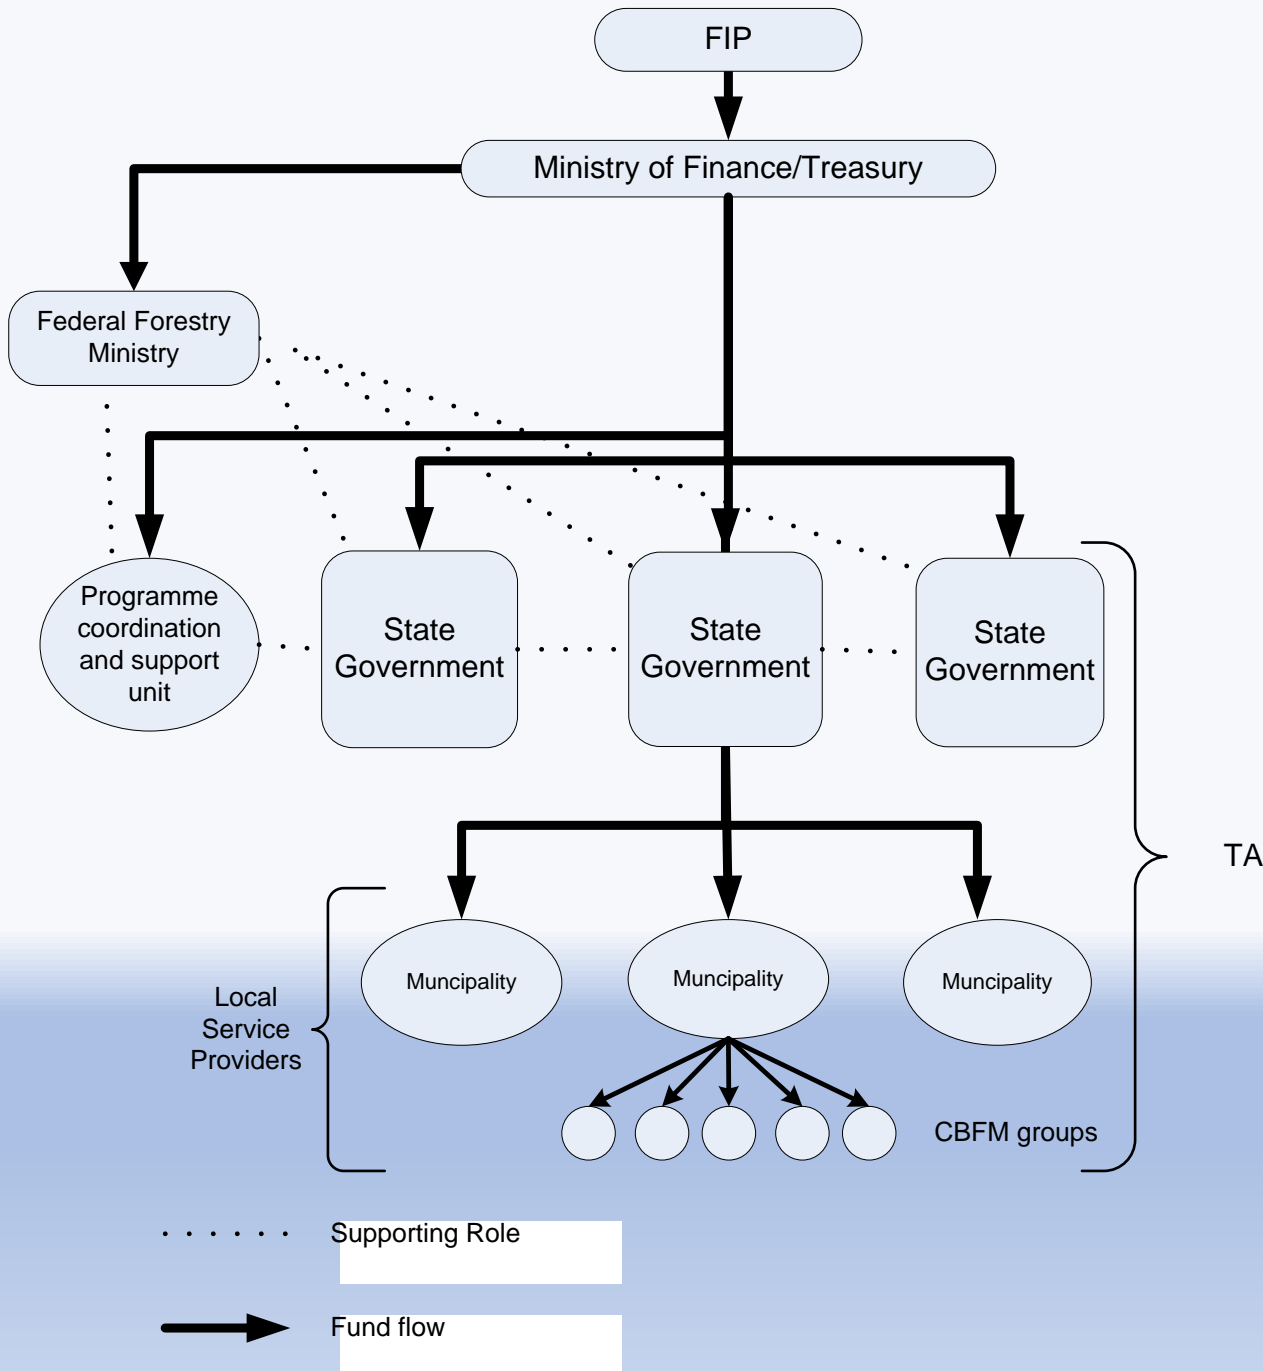 FIP
Ministry of Finance/Treasury
Federal Forestry
Ministry
Programme
coordination
and support
unit
State
Government
State
Government
State
Government
TA
Muncipality
Muncipality
Muncipality
Local
Service
Providers
CBFM groups
Supporting Role
Fund flow